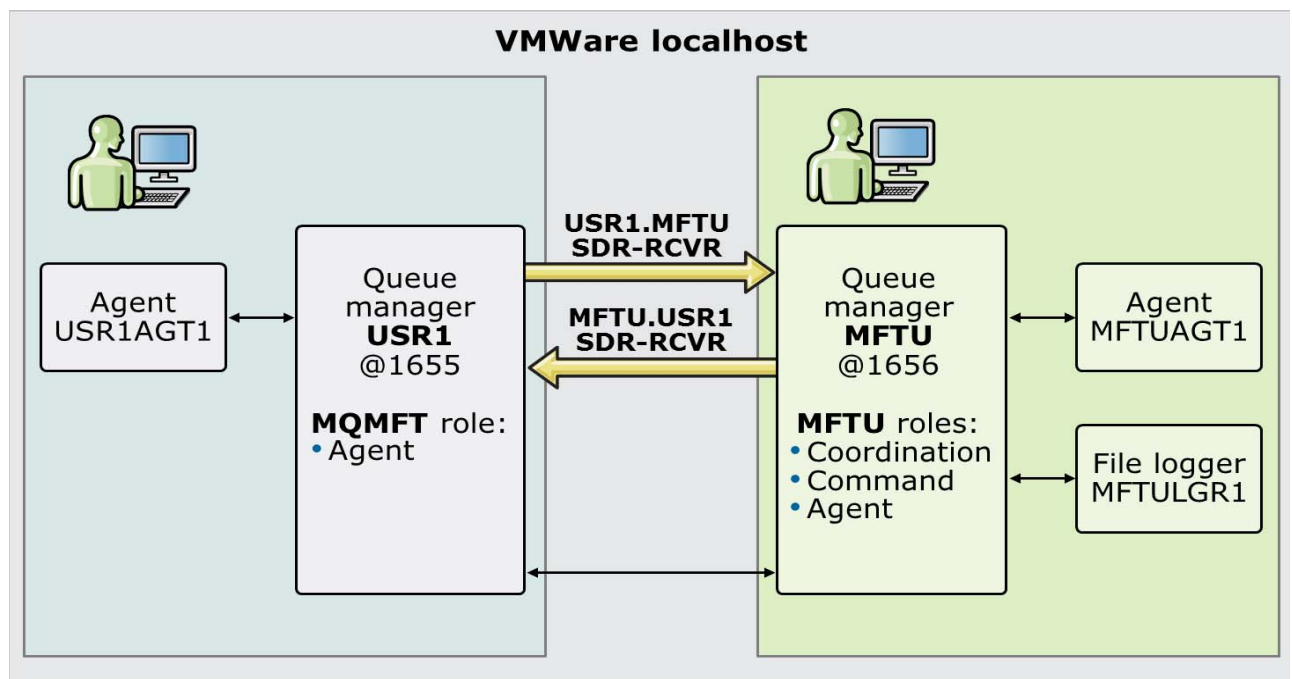 VMWare localhost
Agent
USR1AGT1
Queue
manager
USR1
@1655
MQMFT role:
• Agent
USR1.MFTU
SDR-RCVR
MFTU.USR1
SDR-RCVR
Queue
manager
MFTU
@1656
MFTU roles:
• Coordination
• Command
• Agent
Agent
MFTUAGT1
File logger
MFTULGR1